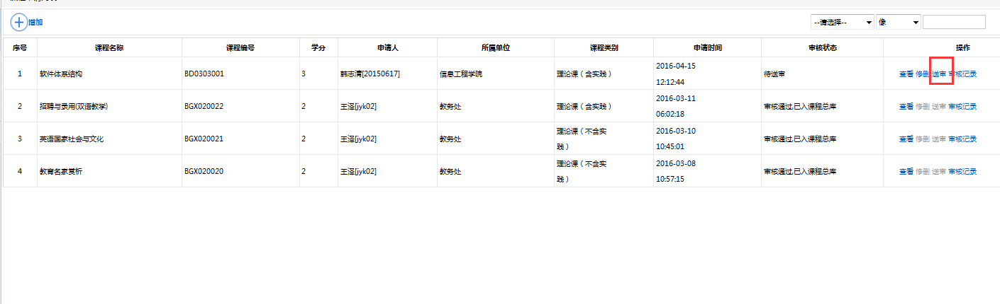 增加
--请选择-- 像
序号 课程名称 课程编号 学分 申请人 所属单位 课程类别 申请时间 审核状态 操作
1 软件体系结构 BD0303001 3 韩志清[20150617] 信息工程学院 理论课（含实践） 2016-04-15 待送审 查看 修删 送审 审核记录
12:12:44
2 招聘与录用(双语教学) BGX020022 2 王泽[jyk02] 教务处 理论课（含实践） 2016-03-11 审核通过,已入课程总库 查看 修删 送审 审核记录
06:02:18
3 英语国家社会与文化 BGX020021 2 王泽[jyk02] 教务处 理论课（不含实 2016-03-10 审核通过,已入课程总库 查看 修删 送审 审核记录
践） 10:45:01
4 教育名家赏析 BGX020020 2 王泽[jyk02] 教务处 理论课（不含实 2016-03-08 审核通过,已入课程总库 查看 修删 送审 审核记录
践） 10:57:15